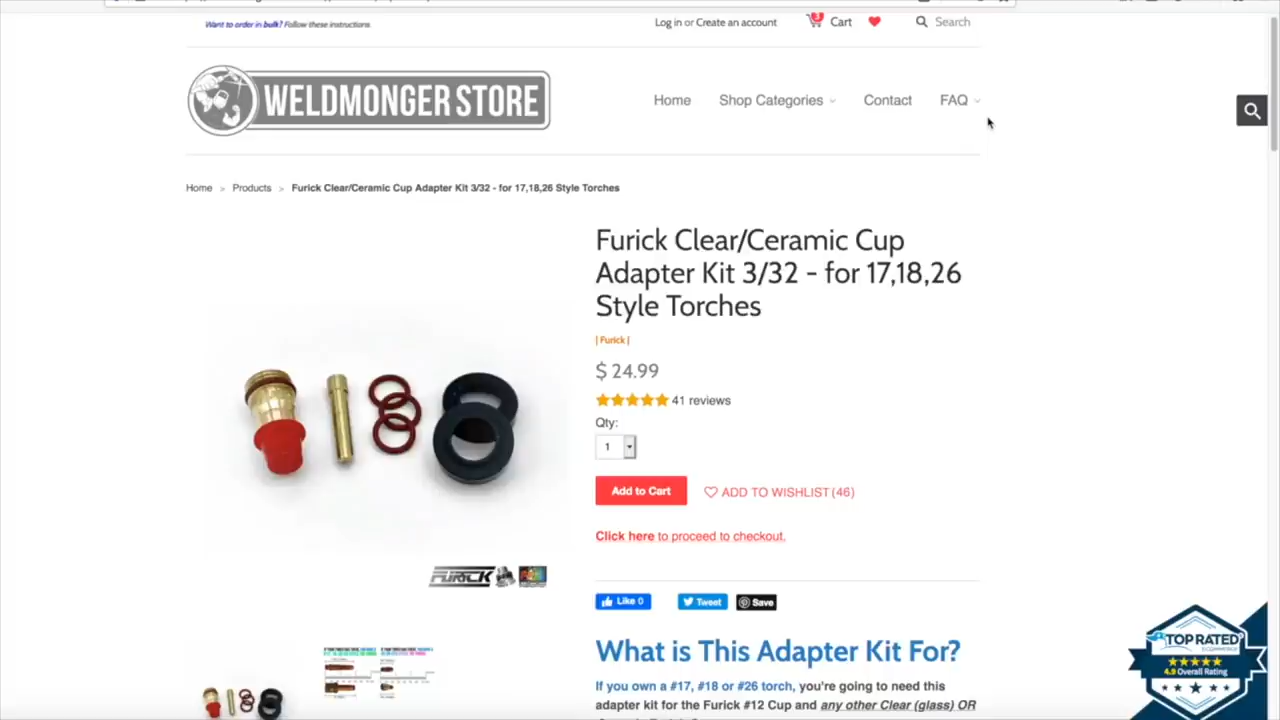 Want to order in bulk? Follow these instructions.
Log in or Create an account
3
Cart
Search
WELDMONGER STORE
Home
Shop Categories
Contact
FAQ
Home > Products > Furick Clear/Ceramic Cup Adapter Kit 3/32 - for 17,18,26 Style Torches
Furick Clear/Ceramic Cup
Adapter Kit 3/32 - for 17,18,26
Style Torches
| Furick |
$ 24.99
41 reviews
Qty:
1
Add to Cart
ADD TO WISHLIST (46)
Click here to proceed to checkout.
FURICK
Like 0
Tweet
Save
What is This Adapter Kit For?
If you own a #17, #18 or #26 torch, you're going to need this
adapter kit for the Furick #12 Cup and any other Clear (glass) OR
TOP RATED
ECOMMERCE
4.9 Overall Rating